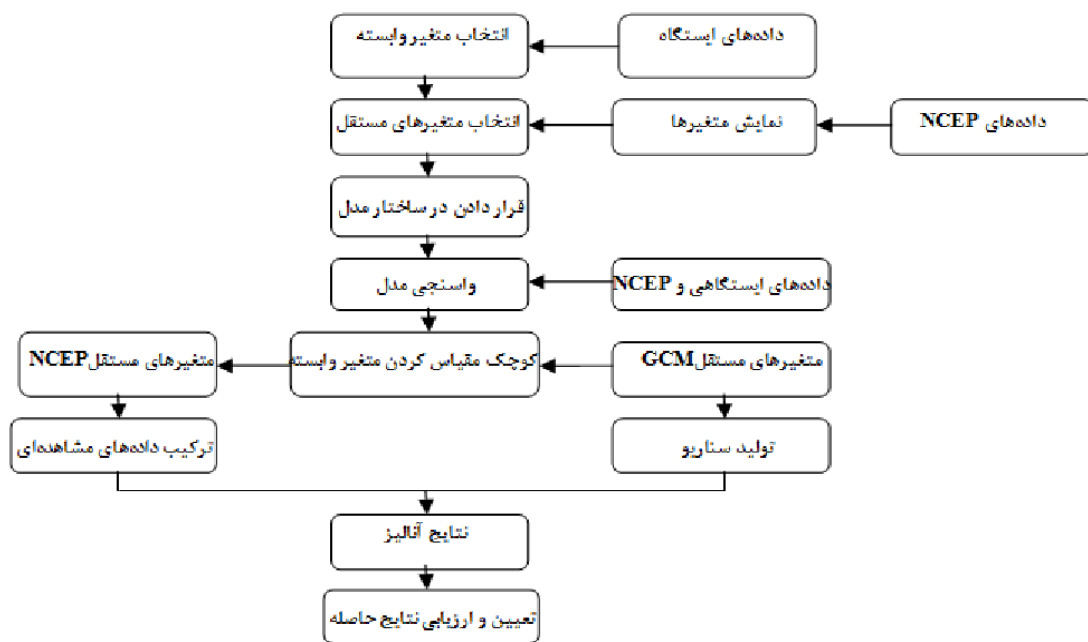 داده‌های ایستگاه
انتخاب متغیر وابسته
داده‌های NCEP
نمایش متغیرها
انتخاب متغیرهای مستقل
قرار دادن در ساختار مدل
داده‌های ایستگاهی و NCEP
واسنجی مدل
متغیرهای مستقل GCM
کوچک مقیاس کردن متغیر وابسته
متغیرهای مستقل NCEP
تولید سناریو
ترکیب داده‌های مشاهده‌ای
نتایج آنالیز
تعیین و ارزیابی نتایج حاصله